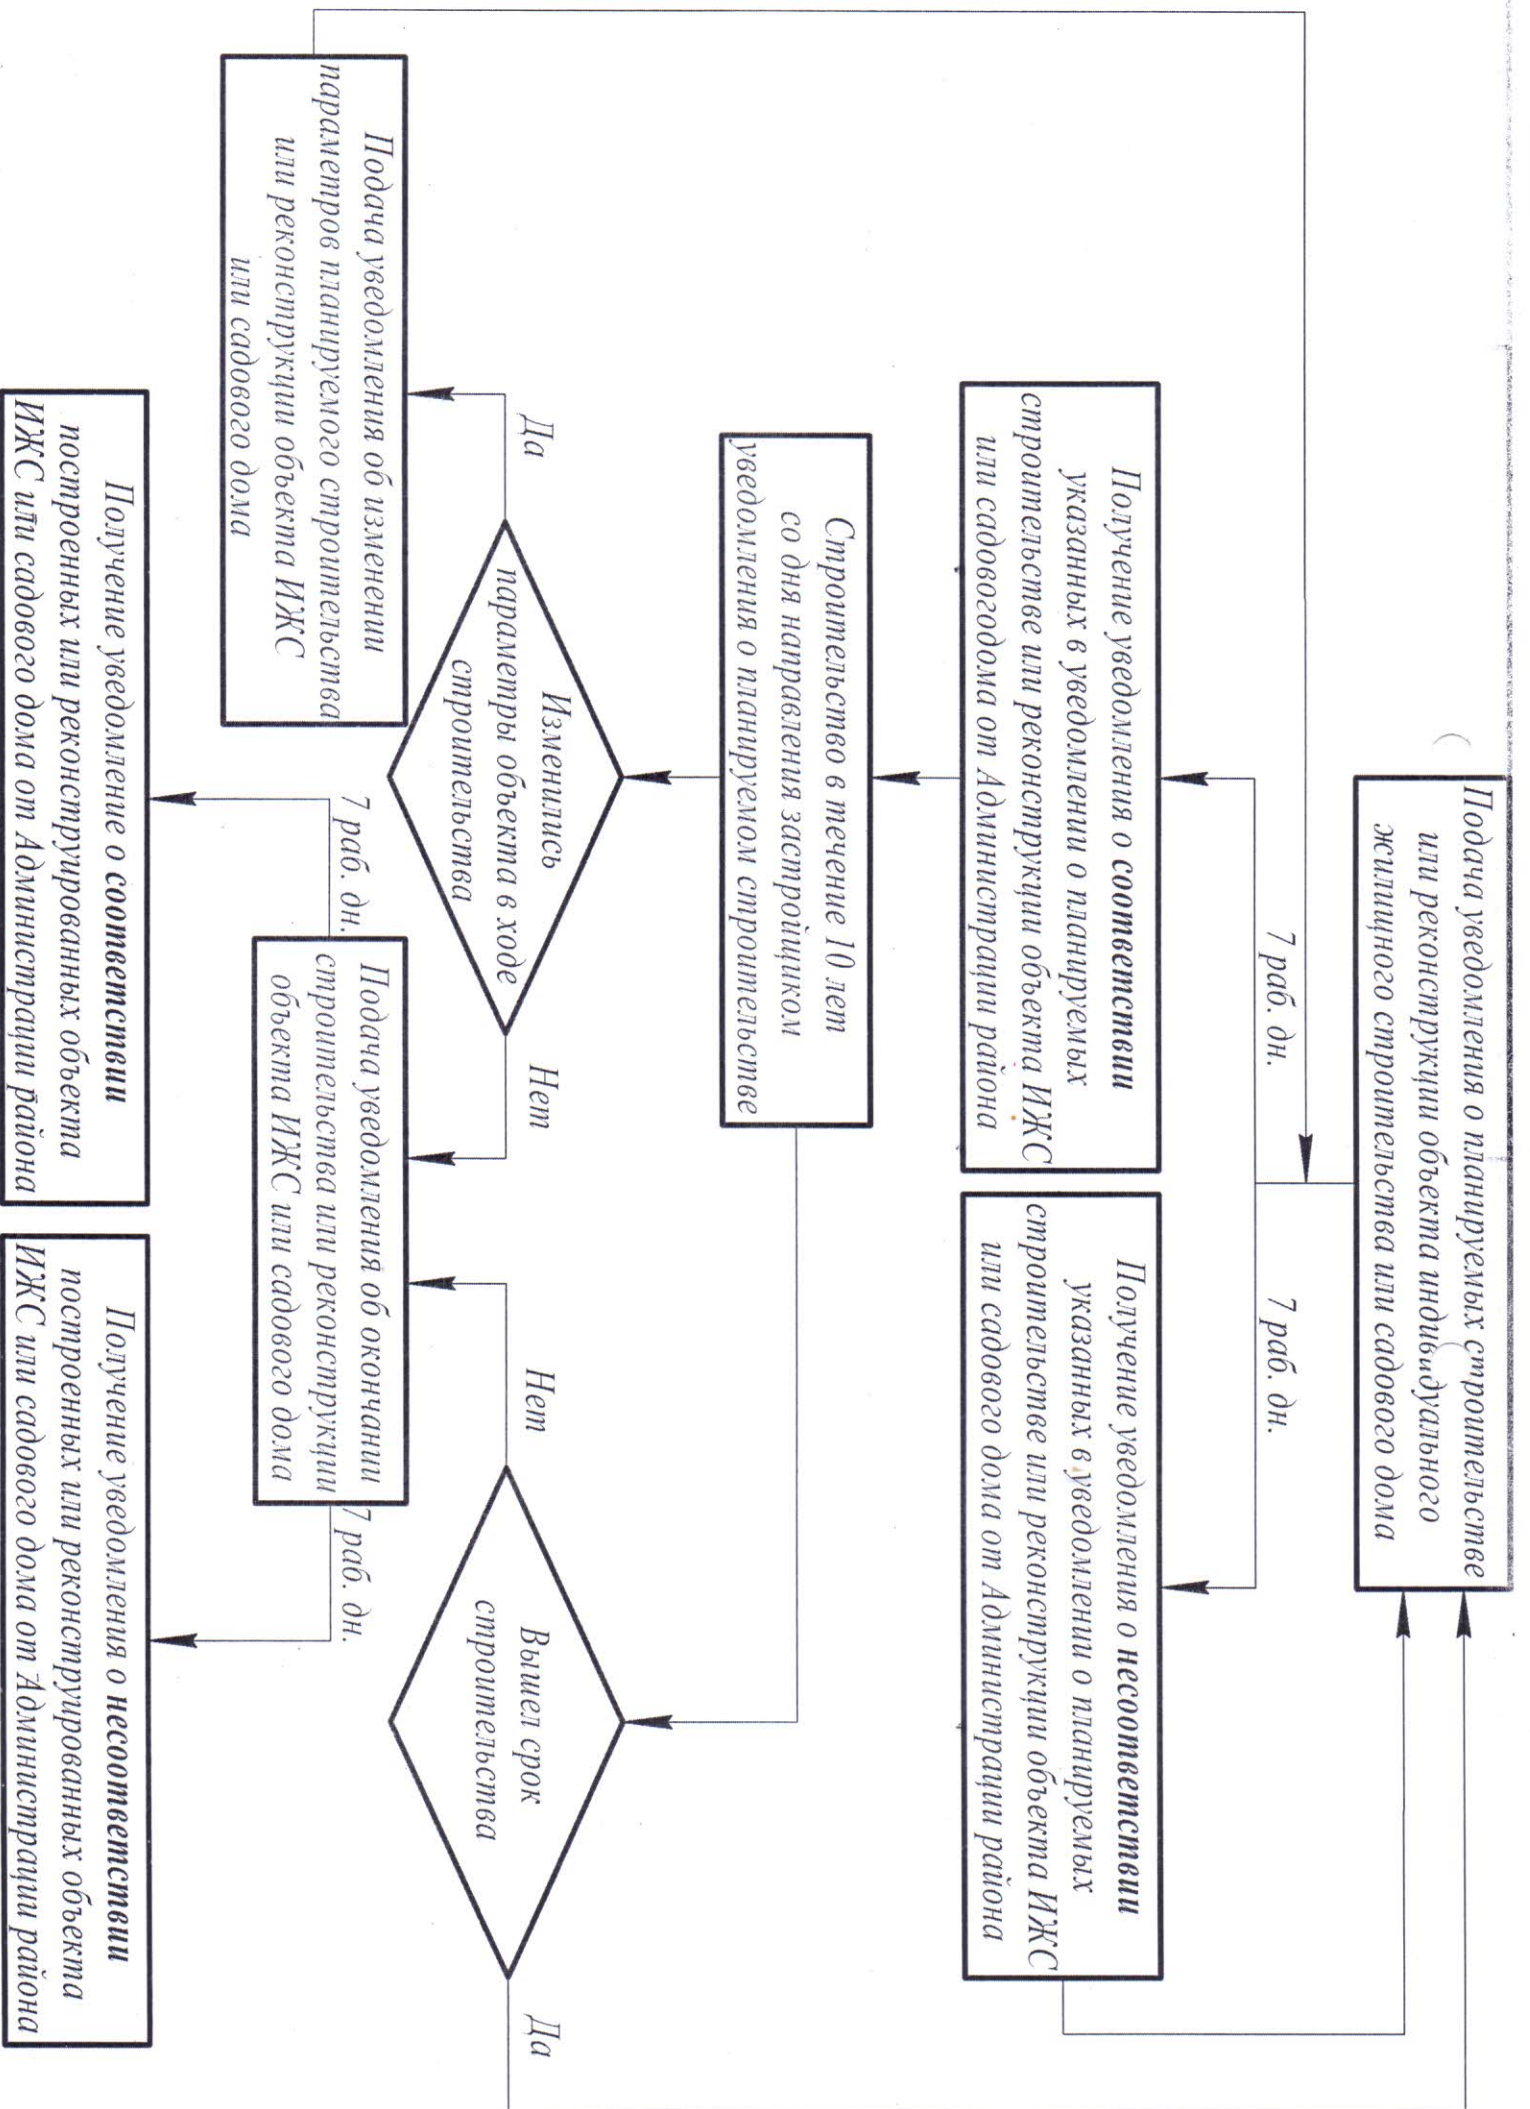 Подача уведомления о планируемых строительстве
или реконструкции объекта индивидуального
жилищного строительства или садового дома
7 раб. дн.
7 раб. дн.
Получение уведомления о соответствии
указанных в уведомлении о планируемых
строительстве или реконструкции объекта ИЖС
или садовогодома от Администрации района
Получение уведомления о несоответствии
указанных в уведомлении о планируемых
строительстве или реконструкции объекта ИЖС
или садового дома от Администрации района
Строительство в течение 10 лет
со дня направления застройщиком
уведомления о планируемом строительстве
Изменились
параметры объекта в ходе
строительства
Да
Нет
Вышел срок
строительства
Нет
Да
Подача уведомления об изменении
параметров планируемого строительства
или реконструкции объекта ИЖС
или садового дома
Подача уведомления об окончании
строительства или реконструкции
объекта ИЖС или садового дома
7 раб. дн.
7 раб. дн.
Получение уведомление о соответствии
построенных или реконструированных объекта
ИЖС или садового дома от Администрации района
Получение уведомления о несоответствии
построенных или реконструированных объекта
ИЖС или садового дома от Администрации района